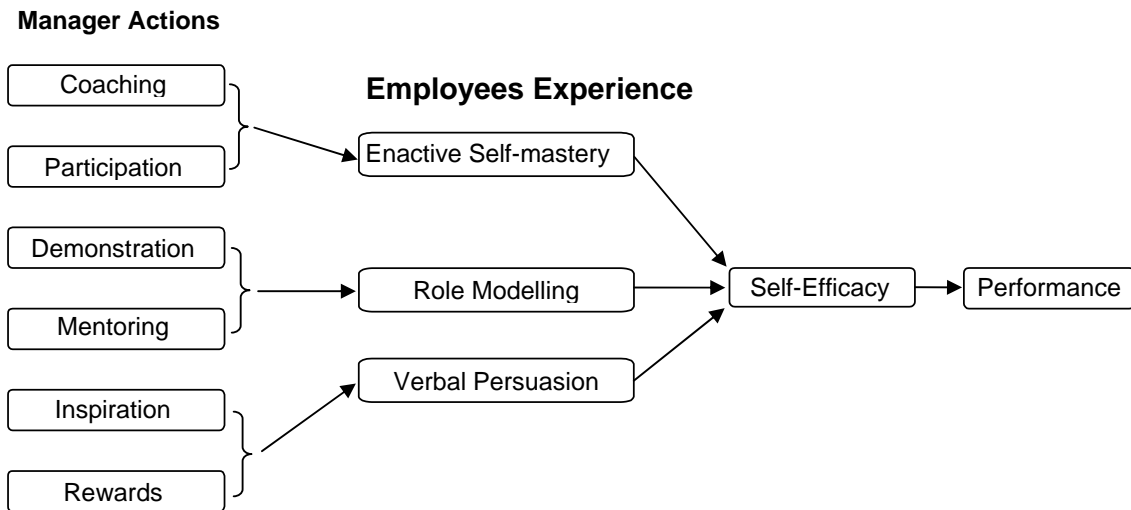 Manager Actions
Coaching
Employees Experience
Participation
Enactive Self-mastery
Demonstration
Role Modelling
Self-Efficacy
Performance
Mentoring
Verbal Persuasion
Inspiration
Rewards